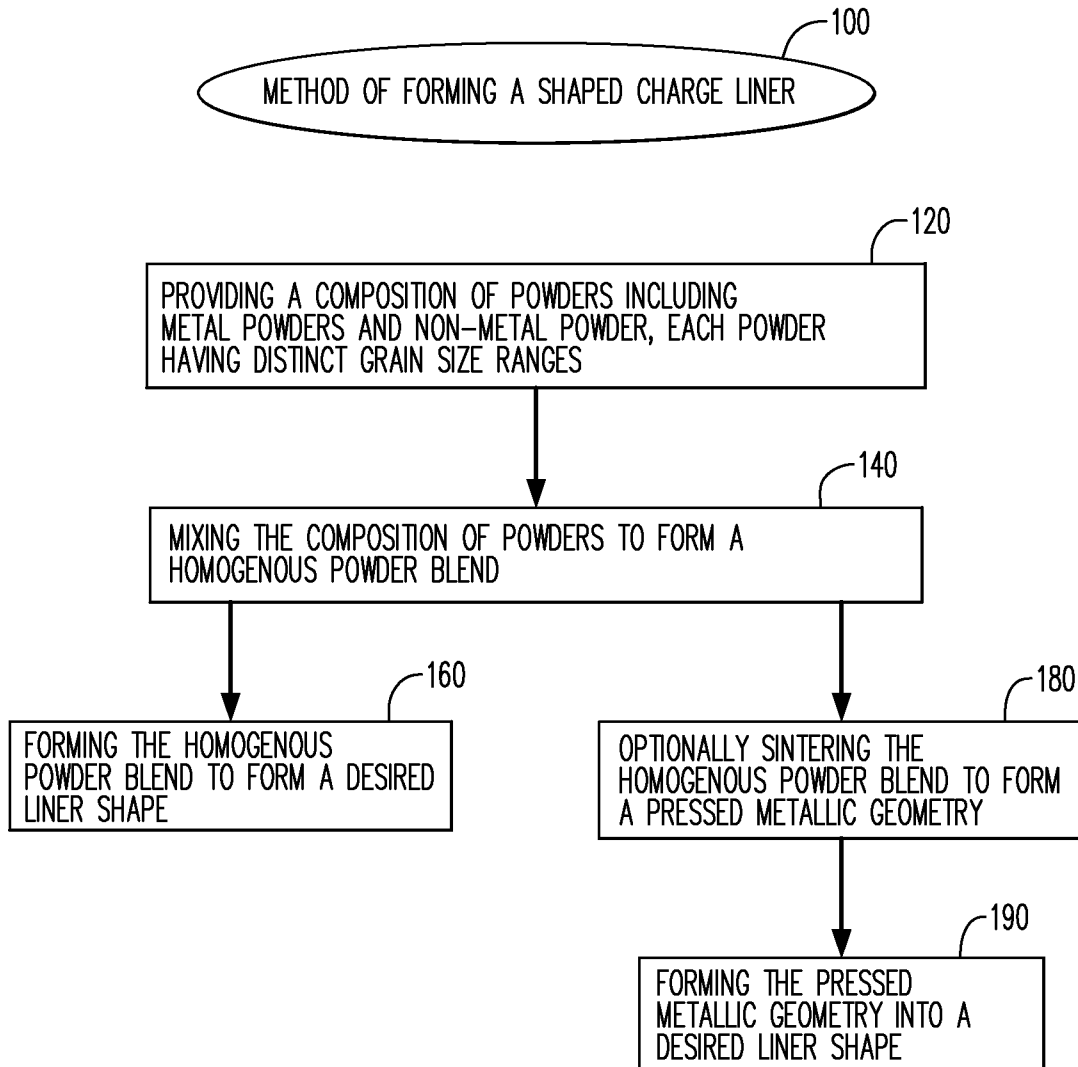 100
METHOD OF FORMING A SHAPED CHARGE LINER
120
PROVIDING A COMPOSITION OF POWDERS INCLUDING
METAL POWDERS AND NON-METAL POWDER, EACH POWDER
HAVING DISTINCT GRAIN SIZE RANGES
140
MIXING THE COMPOSITION OF POWDERS TO FORM A
HOMOGENOUS POWDER BLEND
160
FORMING THE HOMOGENOUS
POWDER BLEND TO FORM A DESIRED
LINER SHAPE
180
OPTIONALLY SINTERING THE
HOMOGENOUS POWDER BLEND TO FORM
A PRESSED METALLIC GEOMETRY
190
FORMING THE PRESSED
METALLIC GEOMETRY INTO A
DESIRED LINER SHAPE